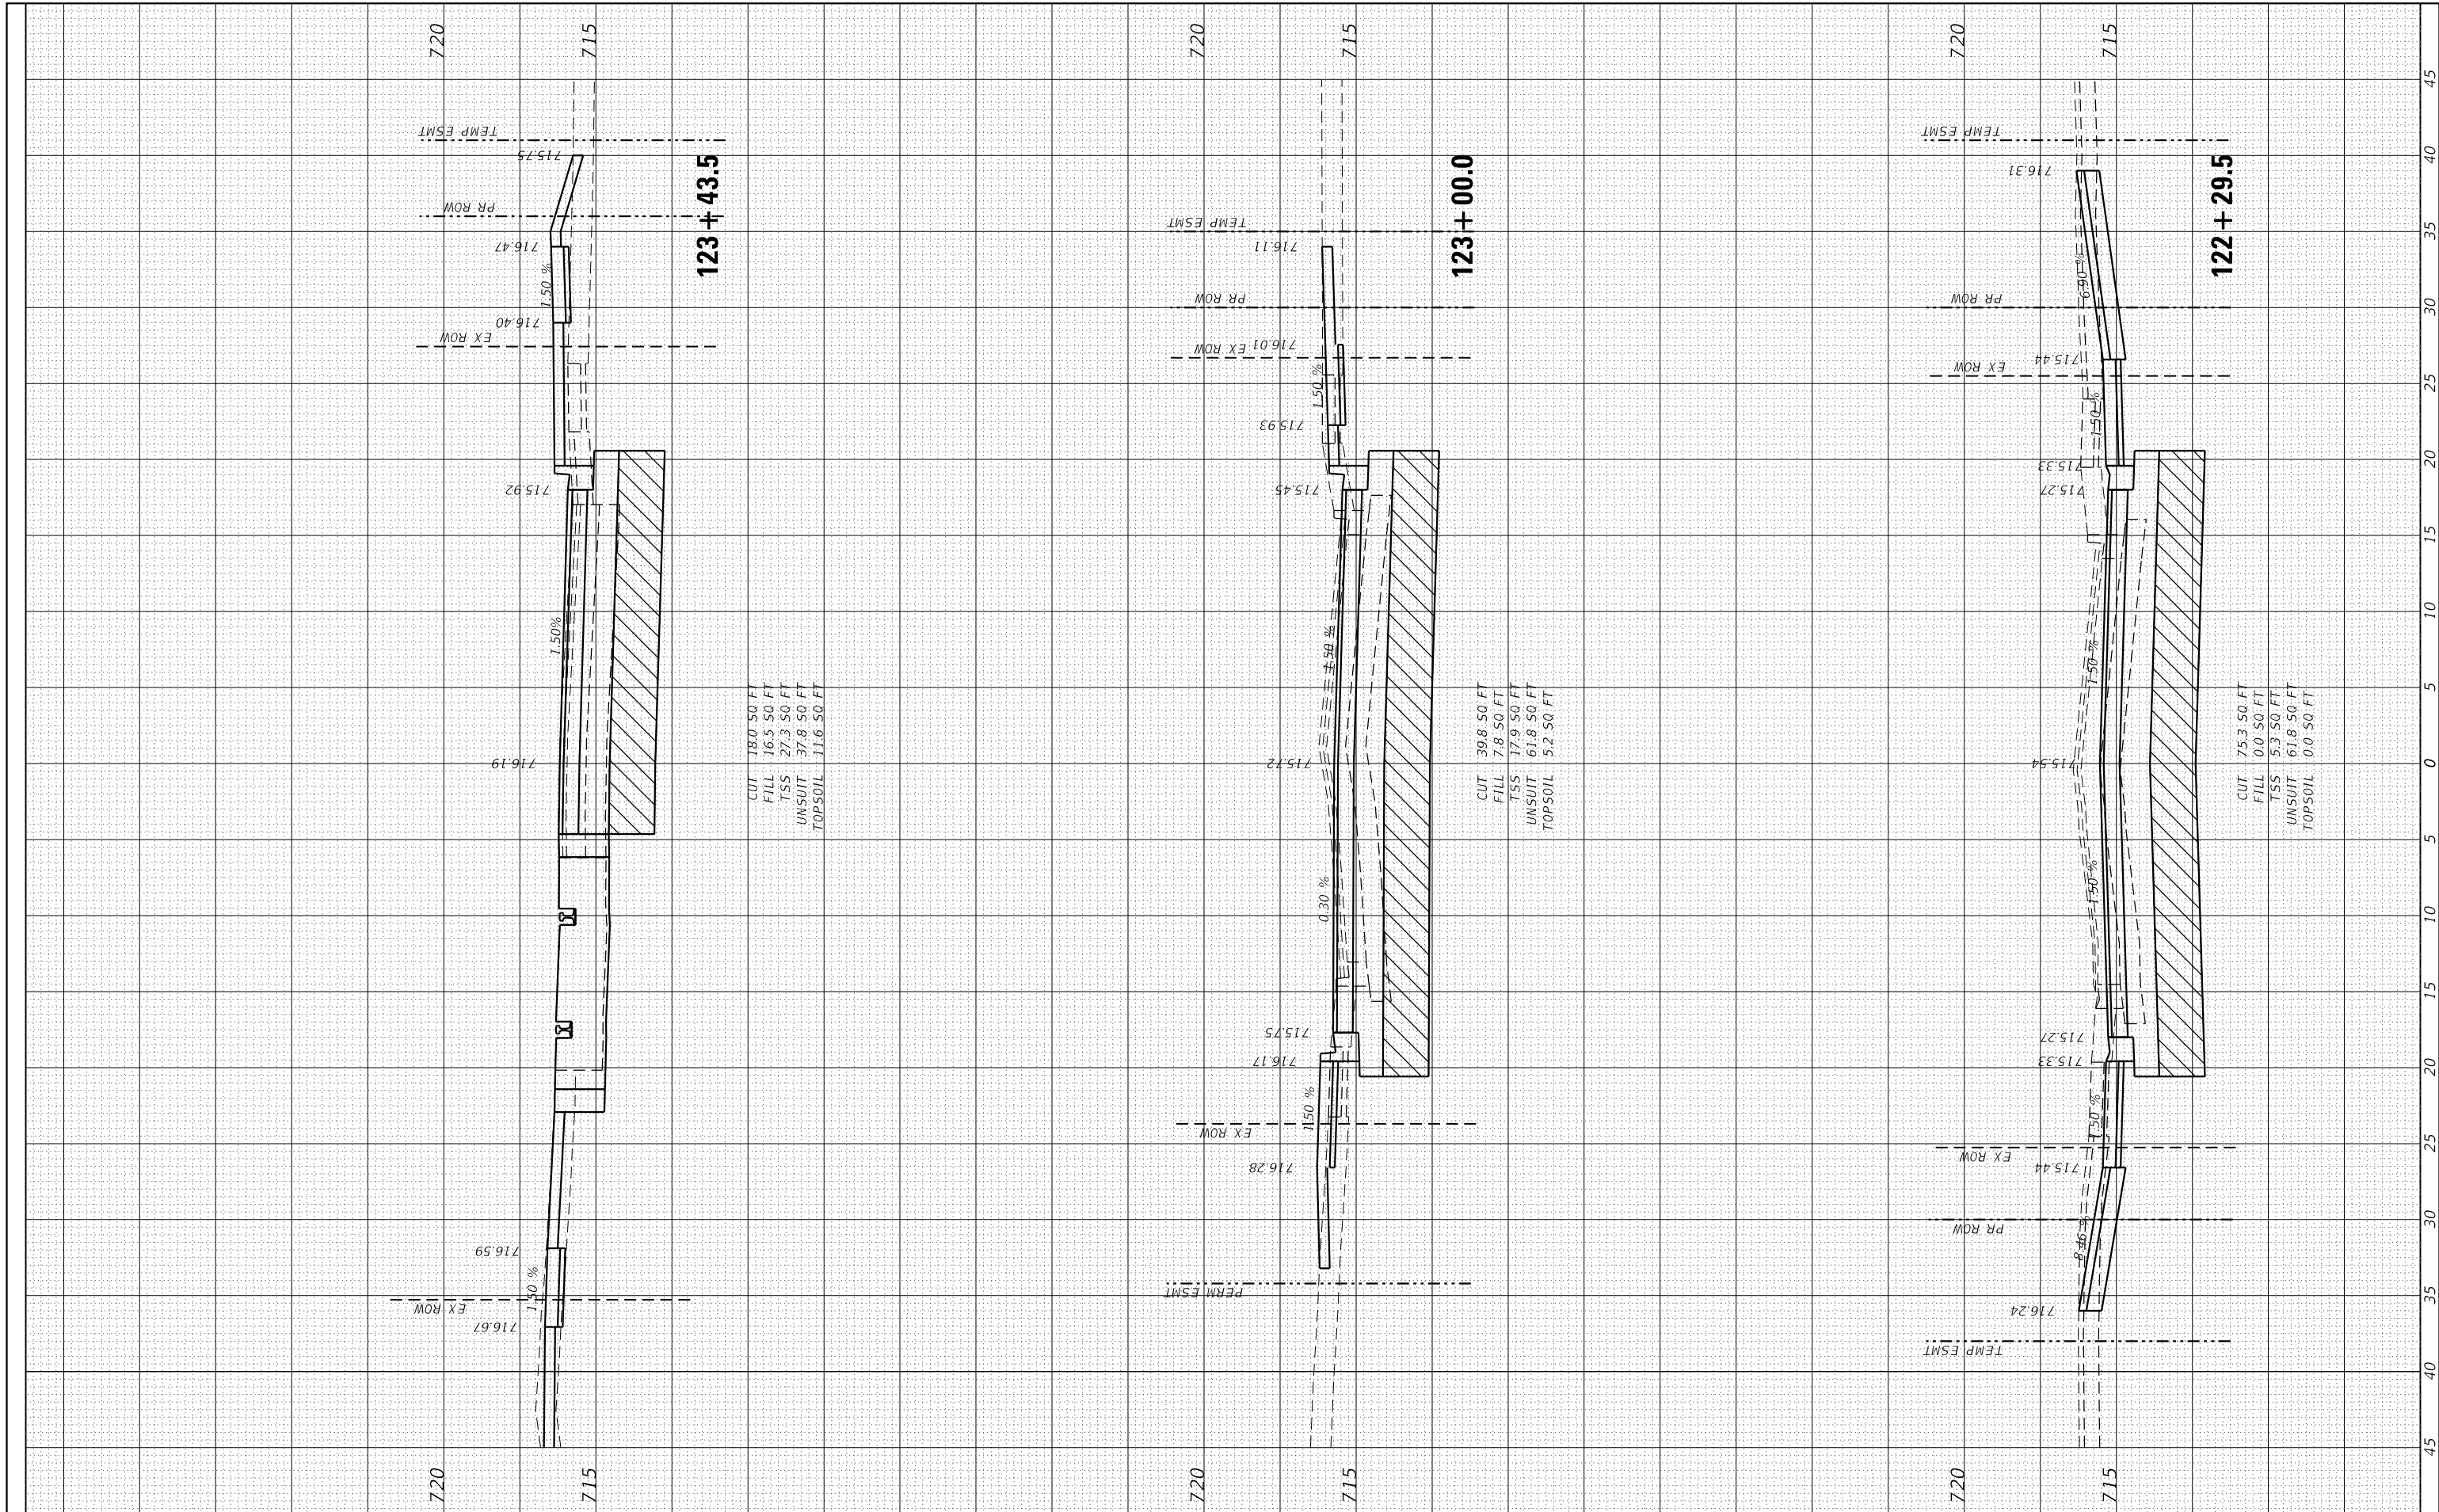 720
715
TEMP ESMT
715.75
PR ROW
716.47
1.50 %
716.40
EX ROW
715.92
1.50%
716.19
716.59
1.50 %
EX ROW
716.67
123+43.5
CUT 18.0 SQ FT
FILL 16.5 SQ FT
TSS 27.3 SQ FT
UNSUIT 37.8 SQ FT
TOPSOIL 11.6 SQ FT
720
715
720
715
TEMP ESMT
716.11
PR ROW
716.01
EX ROW
1.50 %
715.93
715.45
1.50 %
715.72
0.30 %
715.75
716.17
1.50 %
EX ROW
716.28
PERM ESMT
123+00.0
CUT 39.8 SQ FT
FILL 7.8 SQ FT
TSS 17.9 SQ FT
UNSUIT 61.8 SQ FT
TOPSOIL 5.2 SQ FT
720
715
720
715
TEMP ESMT
716.31
6.90 %
PR ROW
715.44
EX ROW
1.50 %
715.33
715.27
1.50 %
715.54
1.50 %
715.27
715.33
1.50 %
EX ROW
715.44
PR ROW
716.24
TEMP ESMT
122+29.5
CUT 75.3 SQ FT
FILL 0.0 SQ FT
TSS 5.3 SQ FT
UNSUIT 61.8 SQ FT
TOPSOIL 0.0 SQ FT
720
715
45
40
35
30
25
20
15
10
5
0
5
10
15
20
25
30
35
40
45